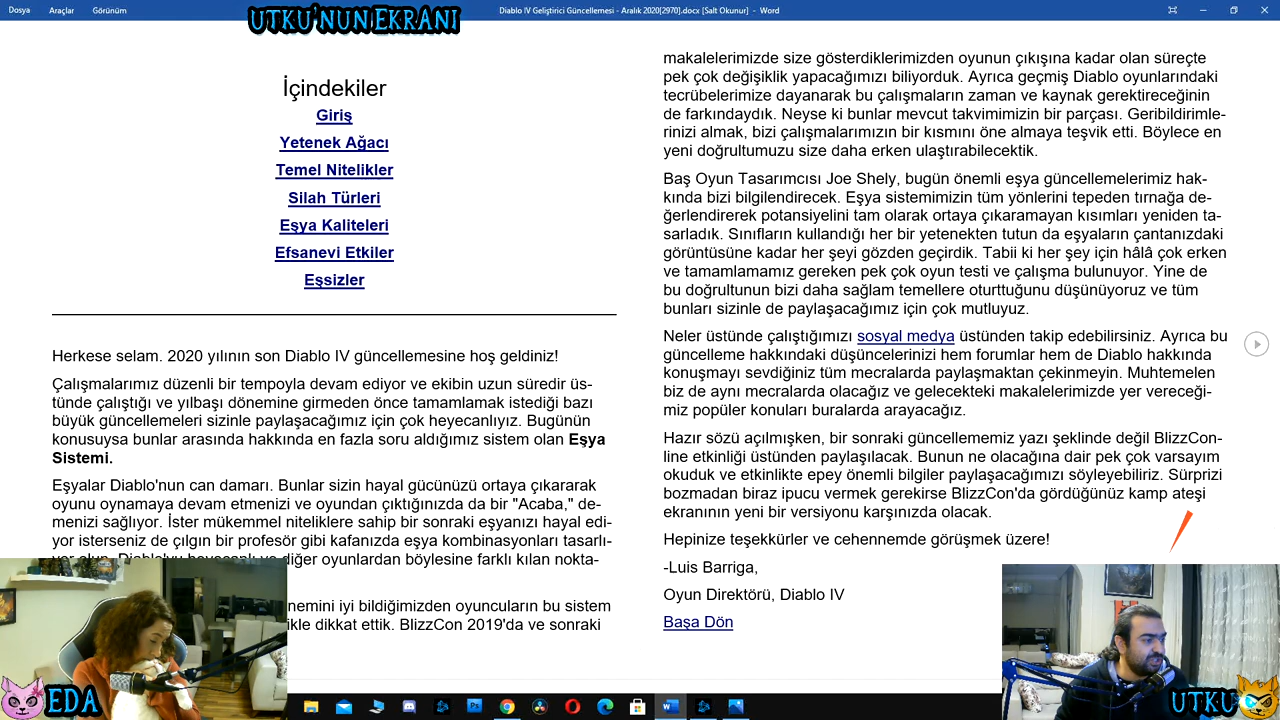 Dosya Araçlar Görünüm
UTKU'NUN EKRANI
Diablo IV Geliştirici Güncellemesi - Aralık 2020[2970].docx [Salt Okunur] - Word
İçindekiler
Giriş
Yetenek Ağacı
Temel Nitelikler
Silah Türleri
Eşya Kaliteleri
Efsanevi Etkiler
Eşsizler
Herkese selam. 2020 yılının son Diablo IV güncellemesine hoş geldiniz!
Çalışmalarımız düzenli bir tempoyla devam ediyor ve ekibin uzun süredir üs-
tünde çalıştığı ve yılbaşı dönemine girmeden önce tamamlamak istediği bazı
büyük güncellemeleri sizinle paylaşacağımız için çok heyecanlıyız. Bugünün
konusuysa bunlar arasında hakkında en fazla soru aldığımız sistem olan Eşya
Sistemi.
Eşyalar Diablo'nun can damarı. Bunlar sizin hayal gücünüzü ortaya çıkararak
oyunu oynamaya devam etmenizi ve oyundan çıktığınızda da bir "Acaba," de-
menizi sağlıyor. İster mükemmel niteliklere sahip bir sonraki eşyanızı hayal edi-
yor isterseniz de çılgın bir profesör gibi kafanızda eşya kombinasyonları tasarlı-
yor olun, Diablo'yu heyecanlı ve diğer oyunlardan böylesine farklı kılan nokta-
nemini iyi bildiğimizden oyuncuların bu sistem
ikle dikkat ettik. BlizzCon 2019'da ve sonraki
makalelerimizde size gösterdiklerimizden oyunun çıkışına kadar olan süreçte
pek çok değişiklik yapacağımızı biliyorduk. Ayrıca geçmiş Diablo oyunlarındaki
tecrübelerimize dayanarak bu çalışmaların zaman ve kaynak gerektireceğinin
de farkındaydık. Neyse ki bunlar mevcut takvimimizin bir parçası. Geribildirimle-
rinizi almak, bizi çalışmalarımızın bir kısmını öne almaya teşvik etti. Böylece en
yeni doğrultumuzu size daha erken ulaştırabilecektik.
Baş Oyun Tasarımcısı Joe Shely, bugün önemli eşya güncellemelerimiz hak-
kında bizi bilgilendirecek. Eşya sistemimizin tüm yönlerini tepeden tırnağa de-
ğerlendirerek potansiyelini tam olarak ortaya çıkaramayan kısımları yeniden ta-
sarladık. Sınıfların kullandığı her bir yetenekten tutun da eşyaların çantanızdaki
görüntüsüne kadar her şeyi gözden geçirdik. Tabii ki her şey için hâlâ çok erken
ve tamamlamamız gereken pek çok oyun testi ve çalışma bulunuyor. Yine de
bu doğrultunun bizi daha sağlam temellere oturttuğunu düşünüyoruz ve tüm
bunları sizinle de paylaşacağımız için çok mutluyuz.
Neler üstünde çalıştığımızı sosyal medya üstünden takip edebilirsiniz. Ayrıca bu
güncelleme hakkındaki düşüncelerinizi hem forumlar hem de Diablo hakkında
konuşmayı sevdiğiniz tüm mecralarda paylaşmaktan çekinmeyin. Muhtemelen
biz de aynı mecralarda olacağız ve gelecekteki makalelerimizde yer vereceği-
miz popüler konuları buralarda arayacağız.
Hazır sözü açılmışken, bir sonraki güncellememiz yazı şeklinde değil BlizzCon-
line etkinliği üstünden paylaşılacak. Bunun ne olacağına dair pek çok varsayım
okuduk ve etkinlikte epey önemli bilgiler paylaşacağımızı söyleyebiliriz. Sürprizi
bozmadan biraz ipucu vermek gerekirse BlizzCon'da gördüğünüz kamp ateşi
ekranının yeni bir versiyonu karşınızda olacak.
Hepinize teşekkürler ve cehennemde görüşmek üzere!
-Luis Barriga,
Oyun Direktörü, Diablo IV
Başa Dön
EDA
UTKU